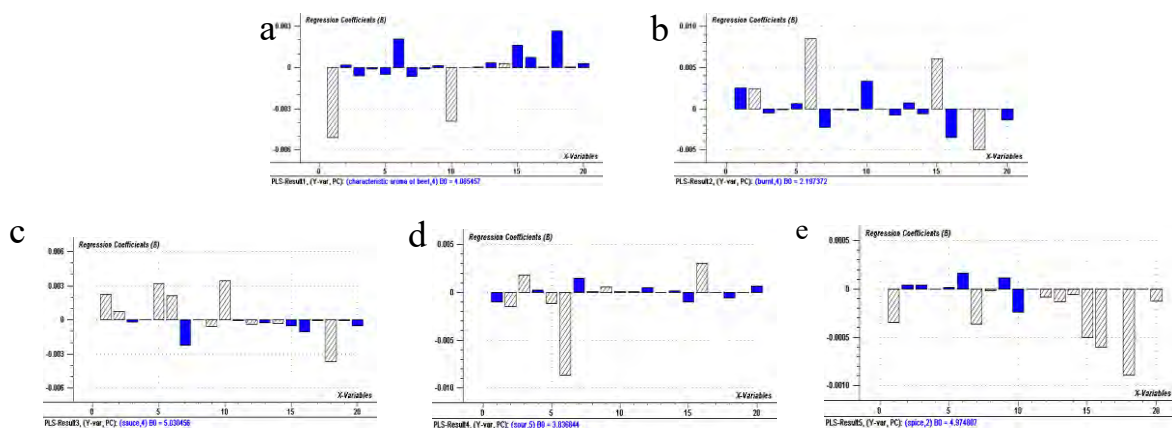 a
Regression Coefficients (B)
0.003
0
-0.003
-0.006
X-Variables
0 5 10 15 20
PLS-Result1, (Y-var, PC): (characteristic aroma of beef,4) B0 = 4.085457
b
Regression Coefficients (B)
0.010
0.005
0
-0.005
X-Variables
0 5 10 15 20
PLS-Result2, (Y-var, PC): (burnt,4) B0 = 2.197372
c
Regression Coefficients (B)
0.006
0.003
0
-0.003
-0.006
X-Variables
0 5 10 15 20
PLS-Result3, (Y-var, PC): (ssuce,4) B0 = 5.830456
d
Regression Coefficients (B)
0.005
0
-0.005
-0.010
X-Variables
0 5 10 15 20
PLS-Result4, (Y-var, PC): (sour,5) B0 = 3.836844
e
Regression Coefficients (B)
0.0005
0
-0.0005
-0.0010
X-Variables
0 5 10 15 20
PLS-Result5, (Y-var, PC): (spice,2) B0 = 4.974807